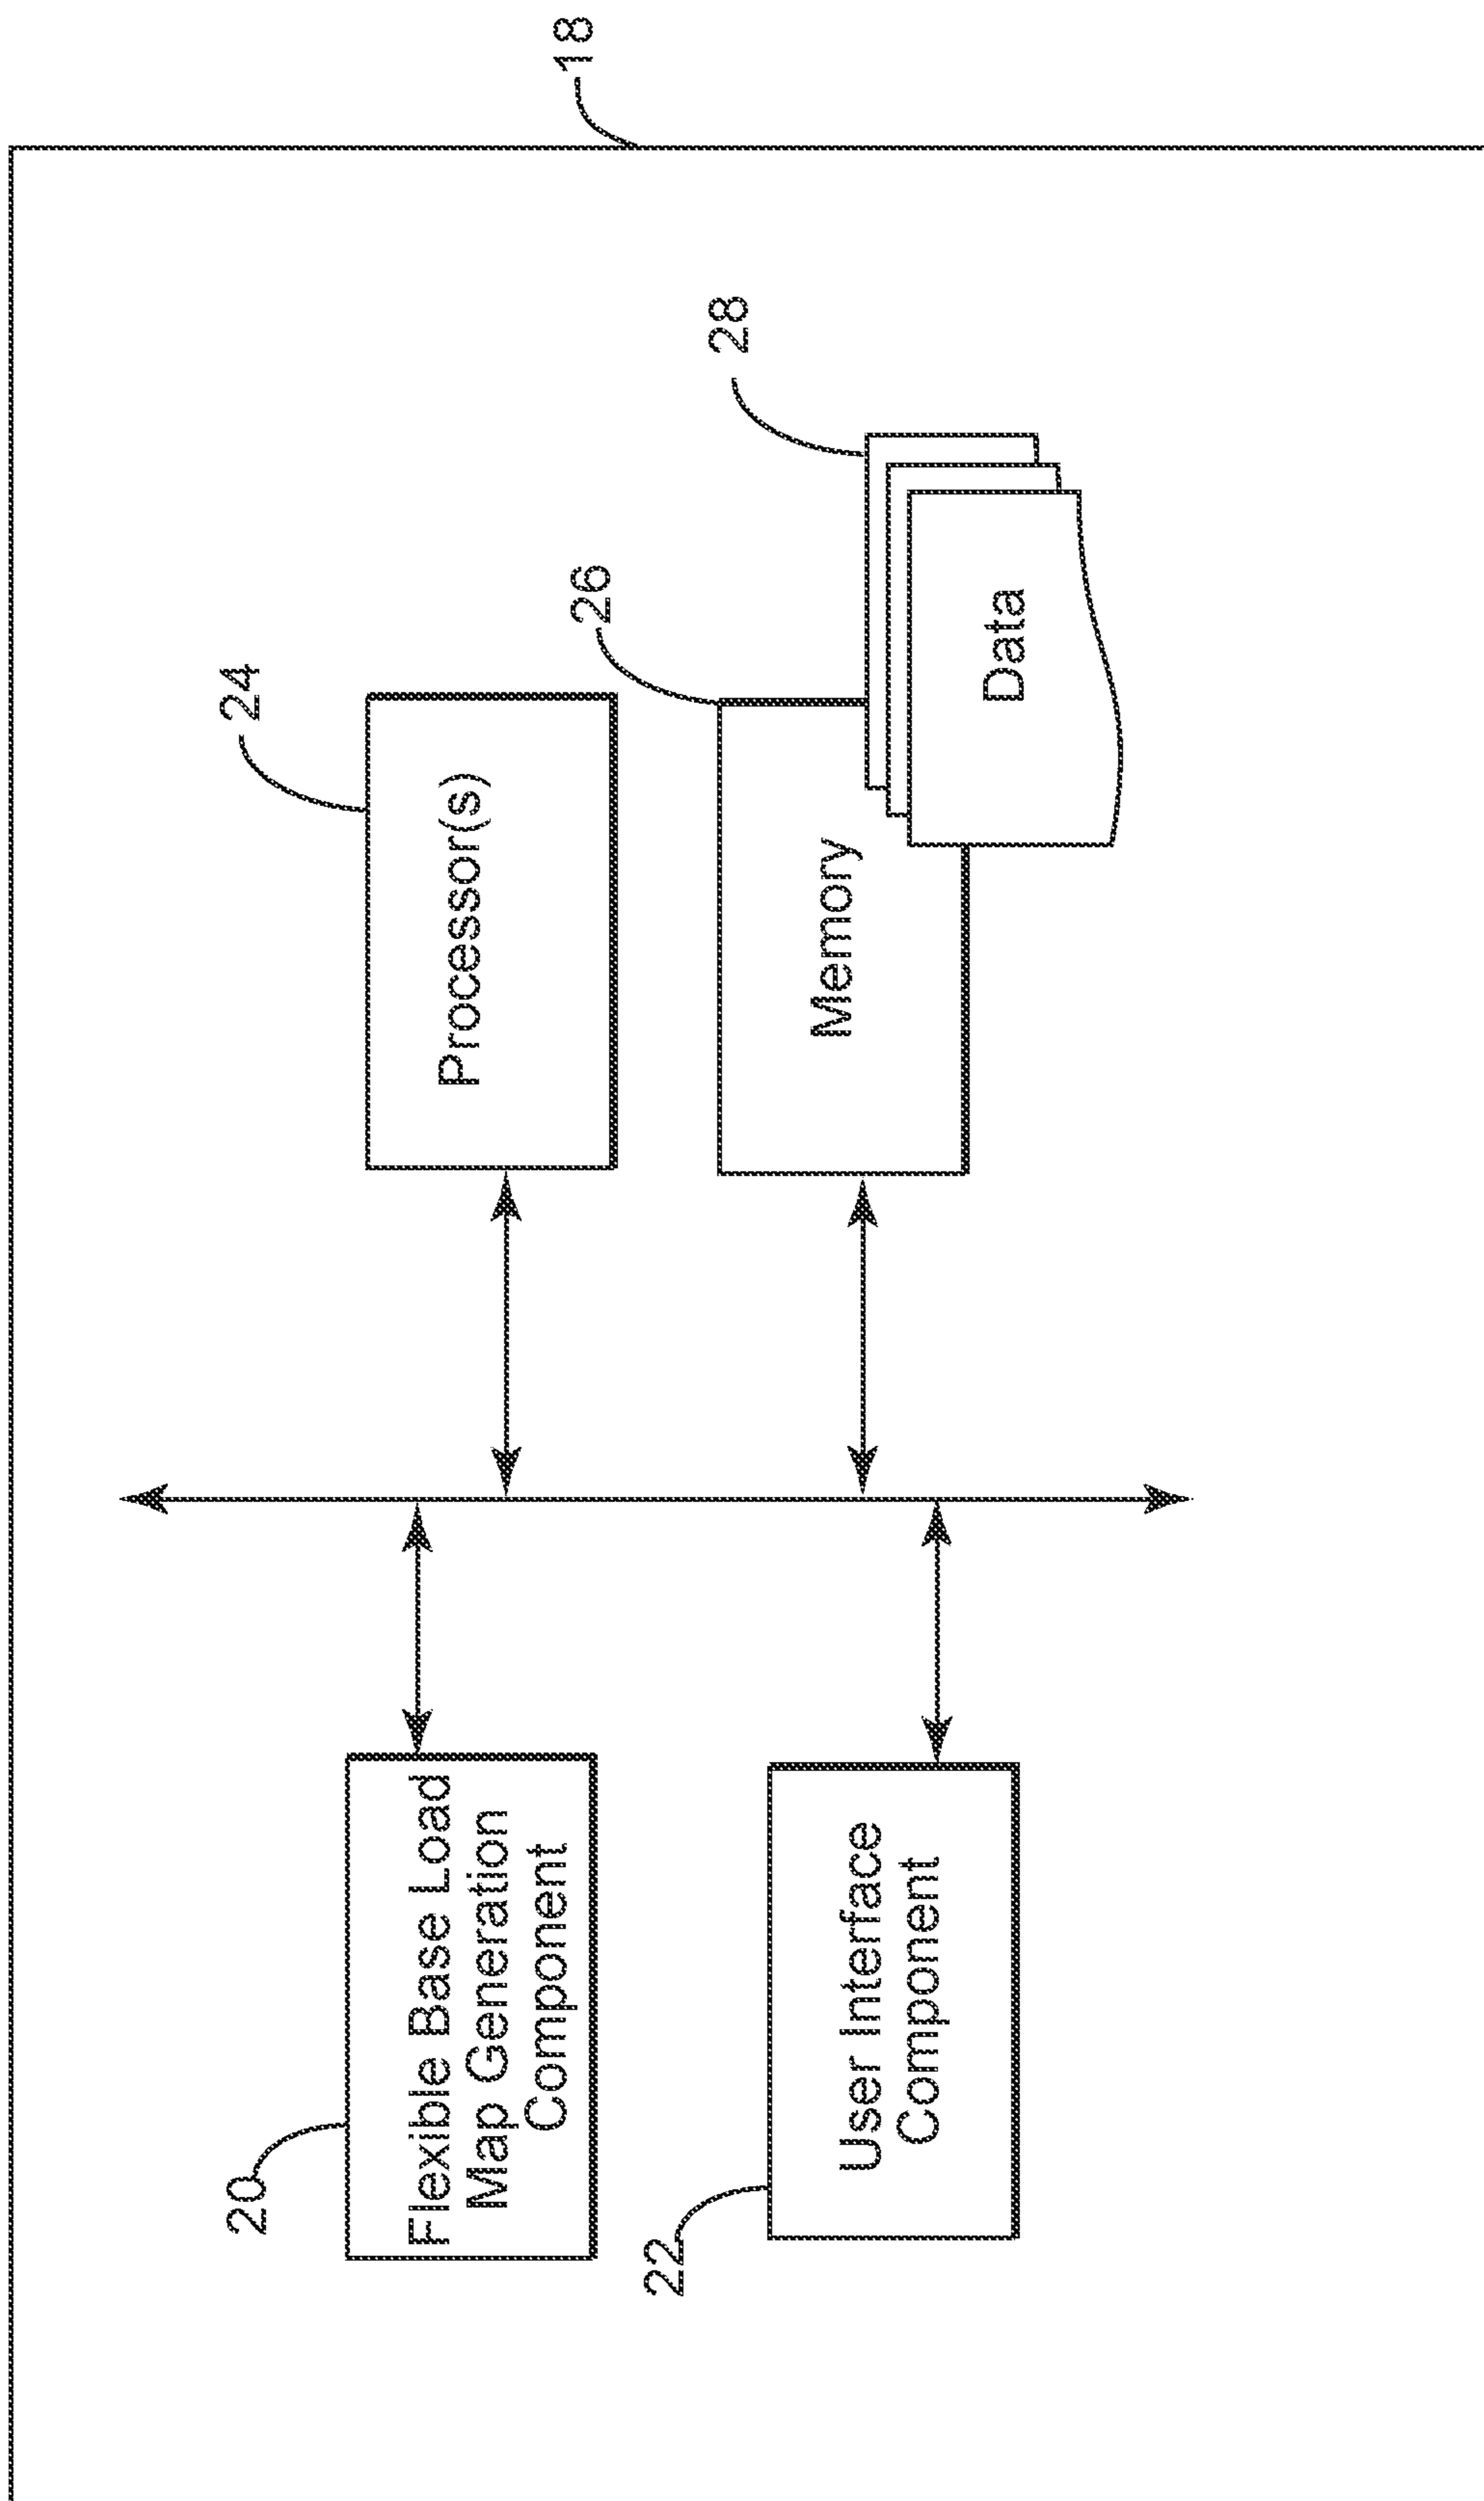 18
20
Flexible Base Load
Map Generation
Component
24
Processor(s)
22
User Interface
Component
26
Memory
28
Data